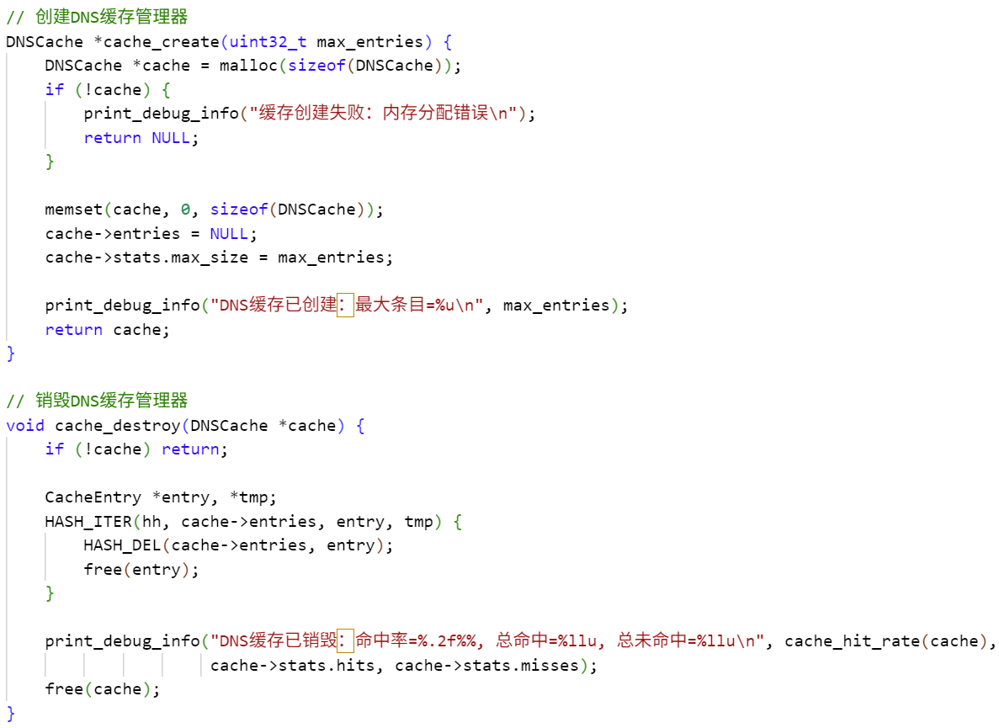 // 创建DNS缓存管理器
DNSCache *cache_create(uint32_t max_entries) {
    DNSCache *cache = malloc(sizeof(DNSCache));
    if (!cache) {
        print_debug_info("缓存创建失败：内存分配错误\n");
        return NULL;
    }

    memset(cache, 0, sizeof(DNSCache));
    cache->entries = NULL;
    cache->stats.max_size = max_entries;

    print_debug_info("DNS缓存已创建：最大条目=%u\n", max_entries);
    return cache;
}

// 销毁DNS缓存管理器
void cache_destroy(DNSCache *cache) {
    if (!cache) return;

    CacheEntry *entry, *tmp;
    HASH_ITER(hh, cache->entries, entry, tmp) {
        HASH_DEL(cache->entries, entry);
        free(entry);
    }

    print_debug_info("DNS缓存已销毁：命中率=%.2f%%, 总命中=%llu, 总未命中=%llu\n", cache_hit_rate(cache),
                     cache->stats.hits, cache->stats.misses);
    free(cache);
}